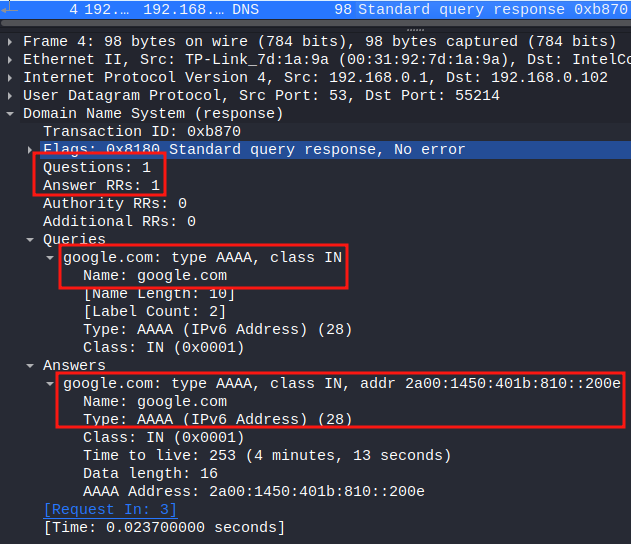 4 192... 192.168... DNS 98 Standard query response 0xb870
Frame 4: 98 bytes on wire (784 bits), 98 bytes captured (784 bits)
Ethernet II, Src: TP-Link_7d:1a:9a (00:31:92:7d:1a:9a), Dst: IntelCo
Internet Protocol Version 4, Src: 192.168.0.1, Dst: 192.168.0.102
User Datagram Protocol, Src Port: 53, Dst Port: 55214
Domain Name System (response)
Transaction ID: 0xb870
Flags: 0x8180 Standard query response, No error
Questions: 1
Answer RRs: 1
Authority RRs: 0
Additional RRs: 0
Queries
google.com: type AAAA, class IN
Name: google.com
[Name Length: 10]
[Label Count: 2]
Type: AAAA (IPv6 Address) (28)
Class: IN (0x0001)
Answers
google.com: type AAAA, class IN, addr 2a00:1450:401b:810::200e
Name: google.com
Type: AAAA (IPv6 Address) (28)
Class: IN (0x0001)
Time to live: 253 (4 minutes, 13 seconds)
Data length: 16
AAAA Address: 2a00:1450:401b:810::200e
[Request In: 3]
[Time: 0.023700000 seconds]